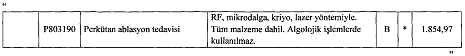 “
P803190 Perkütan ablasyon tedavisi RF, mikrodalga, kriyo, lazer yöntemiyle. Tüm malzeme dahil. Algolojik işlemlerde kullanılmaz. B * 1.854,97
”